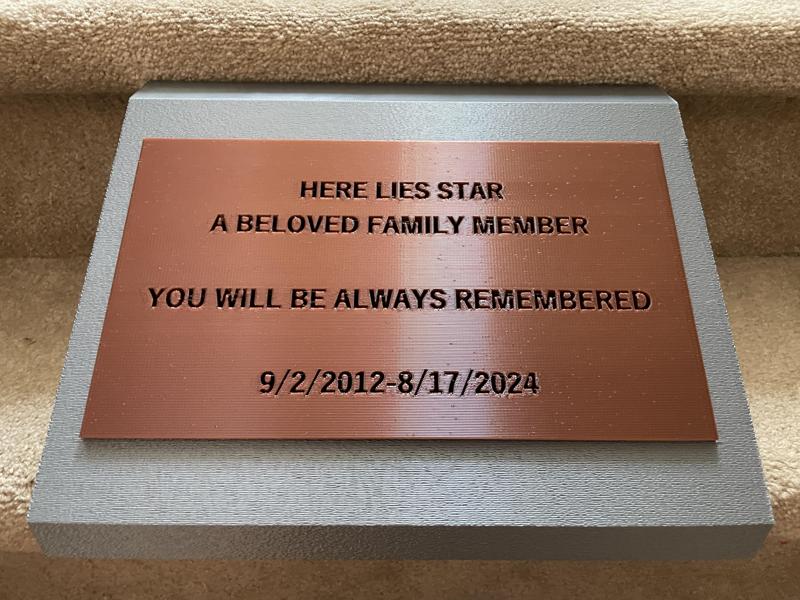 HERE LIES STAR
A BELOVED FAMILY MEMBER
YOU WILL BE ALWAYS REMEMBERED
9/2/2012-8/17/2024